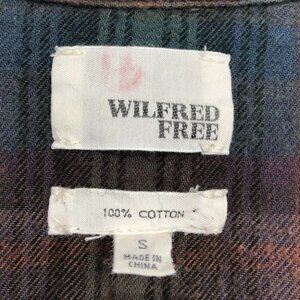 WILFRED
FREE
100% COTTON
S
MADE IN
CHINA